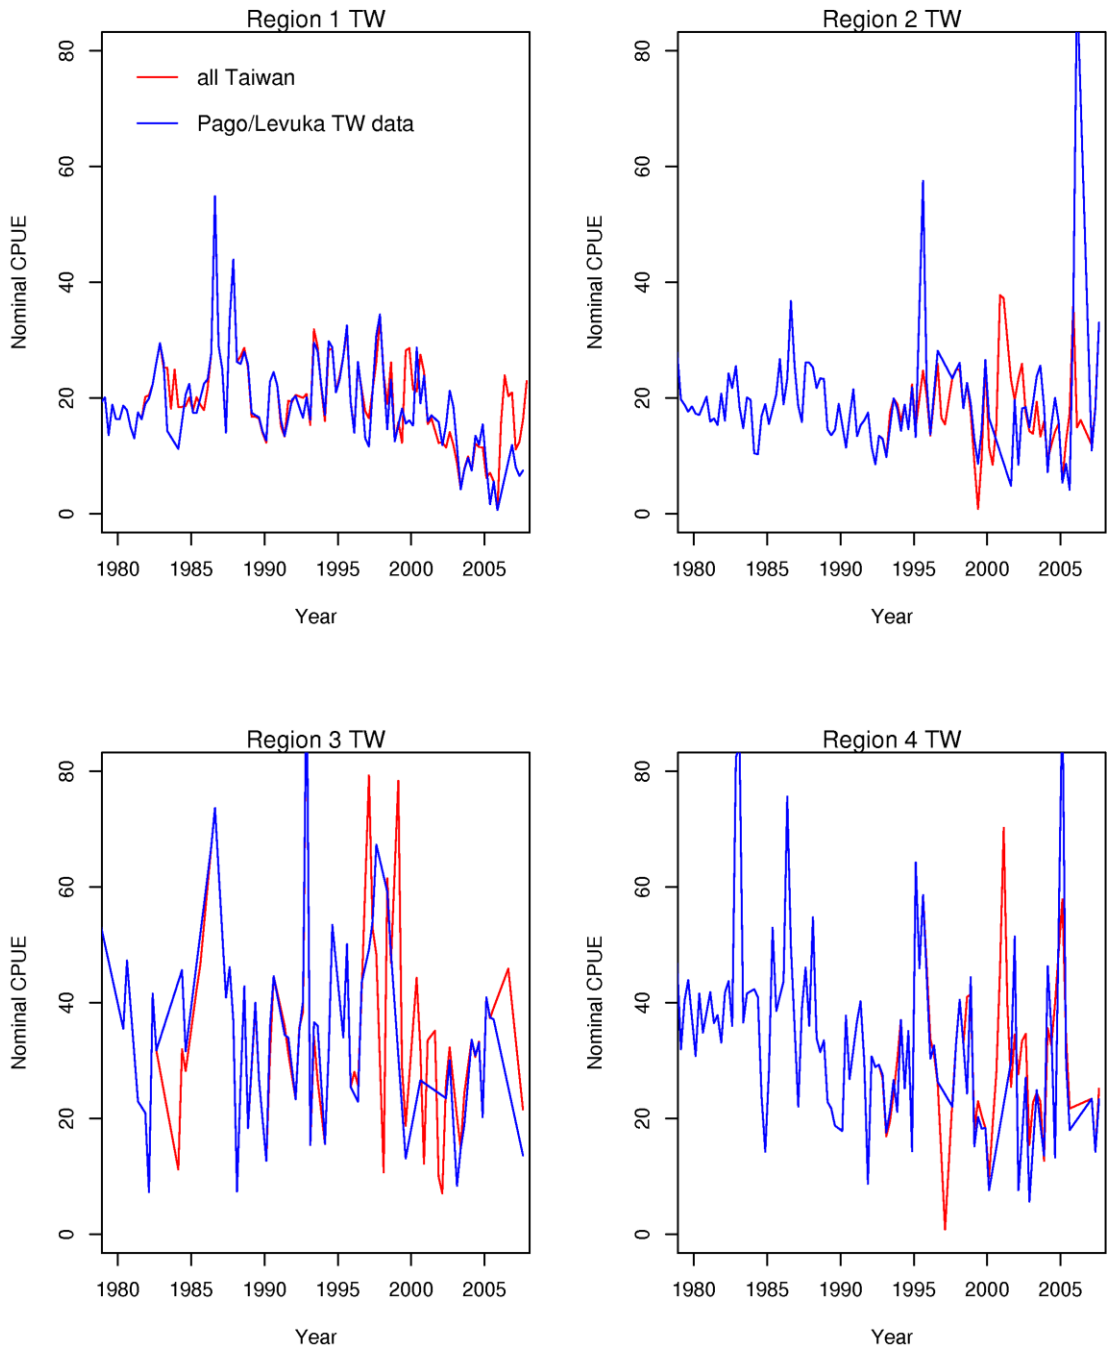 Region 1 TW
Nominal CPUE
80
60
40
20
0
all Taiwan
Pago/Levuka TW data
1980 1985 1990 1995 2000 2005
Year
Region 2 TW
Nominal CPUE
80
60
40
20
0
1980 1985 1990 1995 2000 2005
Year
Region 3 TW
Nominal CPUE
80
60
40
20
0
1980 1985 1990 1995 2000 2005
Year
Region 4 TW
Nominal CPUE
80
60
40
20
0
1980 1985 1990 1995 2000 2005
Year